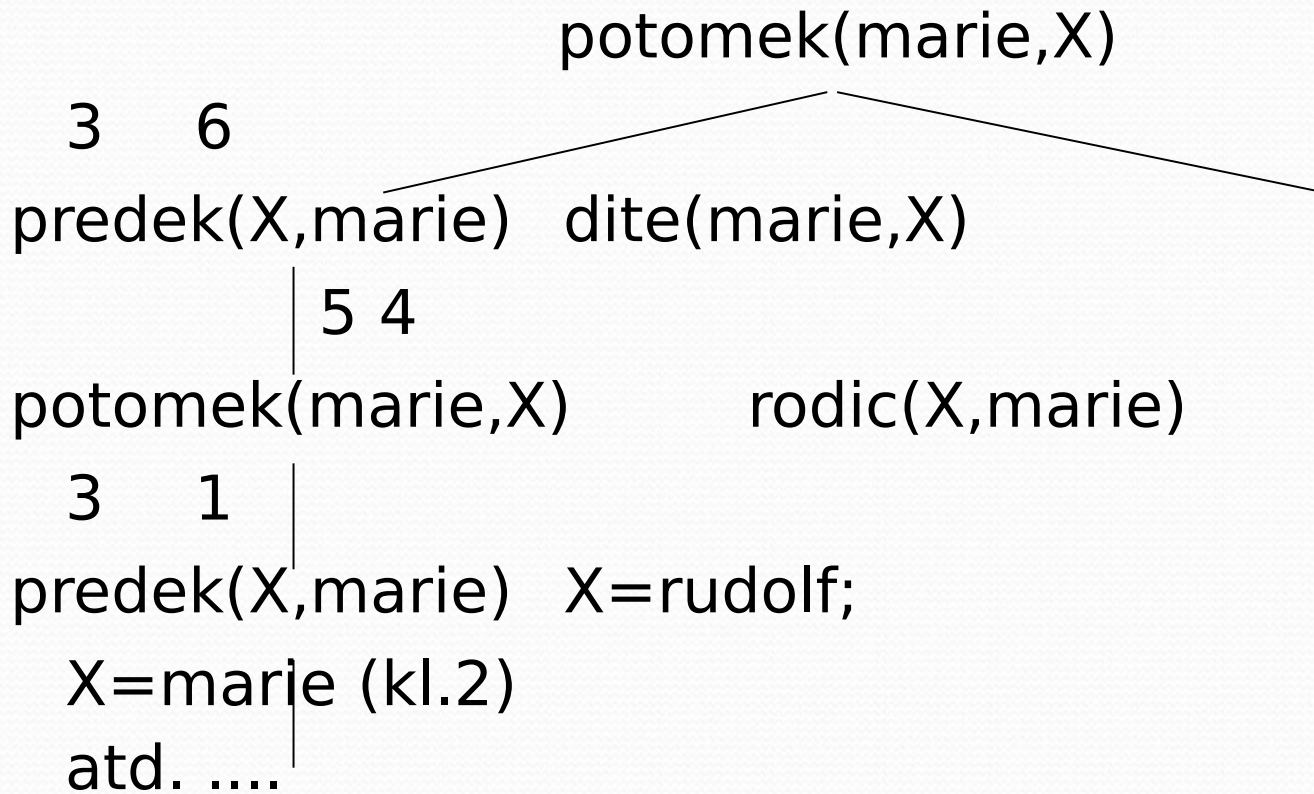 potomek(marie,X)
3 6
predek(X,marie) dite(marie,X)
5 4
potomek(marie,X) rodic(X,marie)
3 1
predek(X,marie) X=rudolf;
X=marie (kl.2)
atd. ....